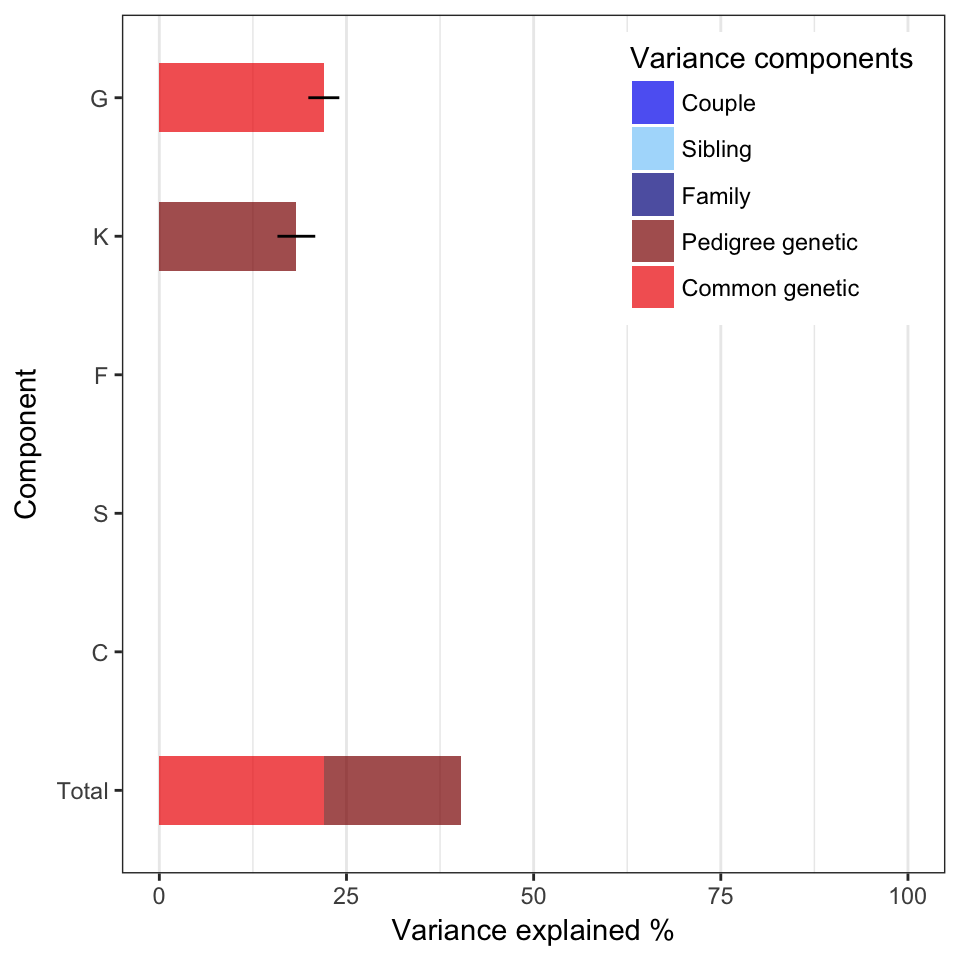 Variance components
Couple
Sibling
Family
Pedigree genetic
Common genetic
Component
G
K
F
S
C
Total
0 25 50 75 100
Variance explained %